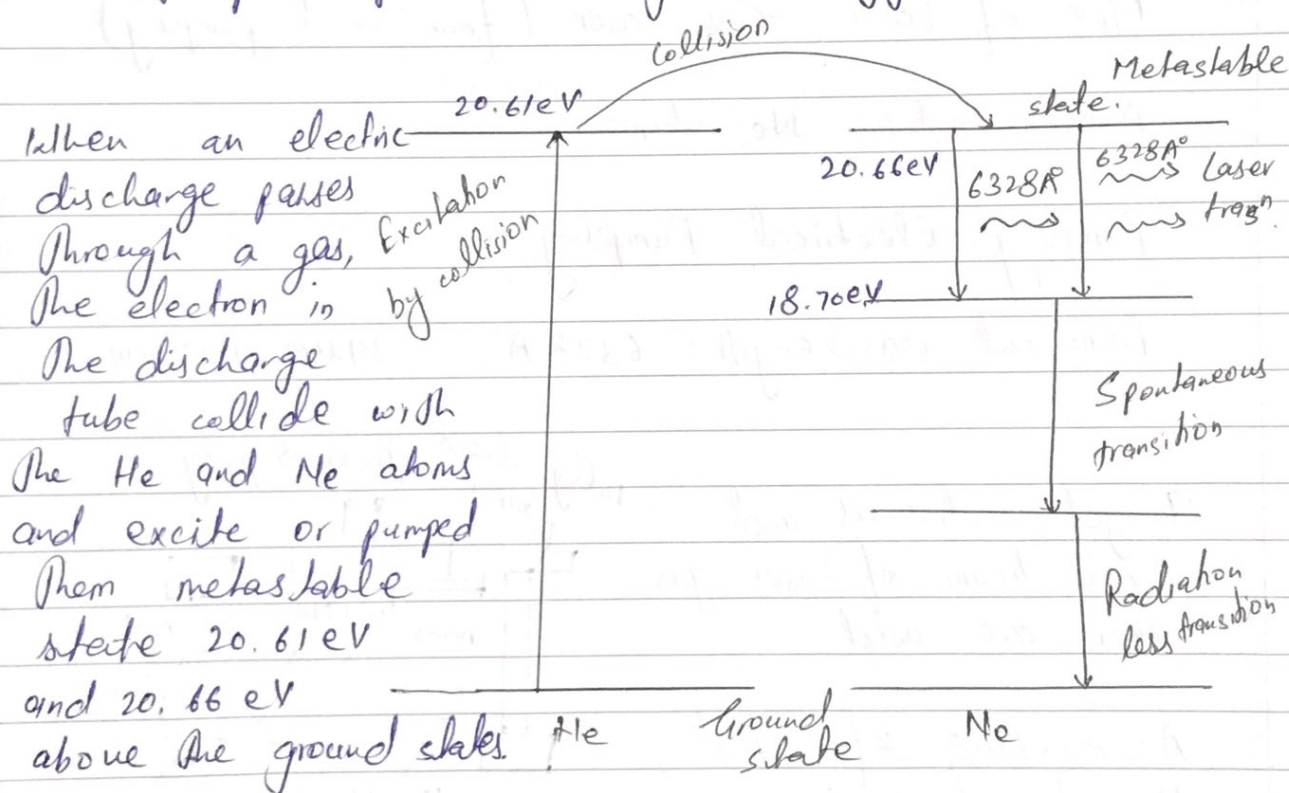 Collision
Metastable
state.
20.61eV
When an electric
discharge passes
Through a gas,
The electron in
The discharge
tube collide with
The He and Ne atoms
and excite or pumped
Them metastable
state 20.61 eV
and 20.66 eV
above the ground states.
Excitation
by collision
20.66eV
6328A°
6328A°
Laser
transⁿ.
18.70eV
Spontaneous
transition
Radiation
less transition
He
Ground
state
Ne